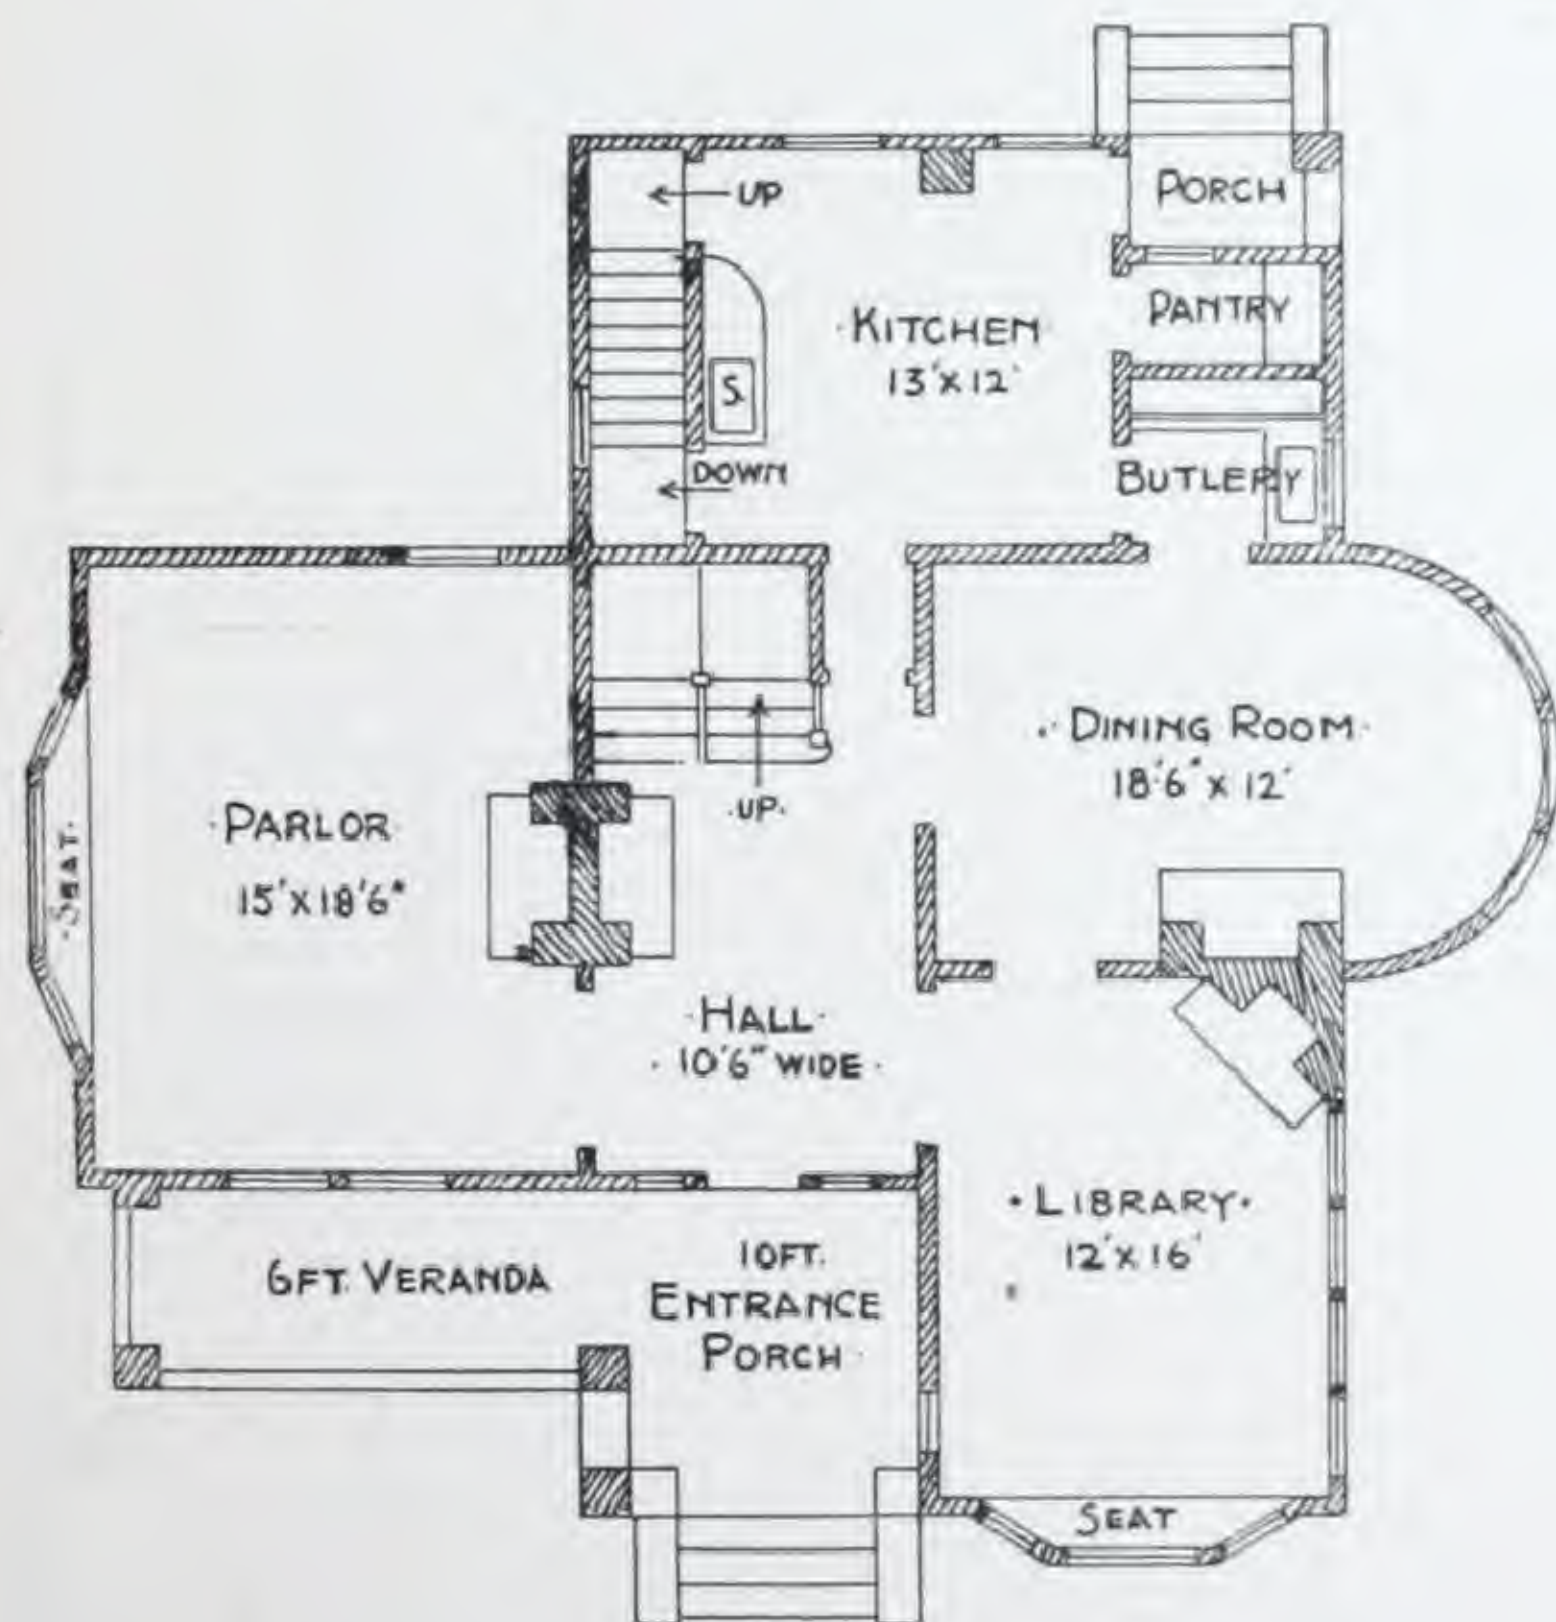 UP
PORCH
PANTRY
·KITCHEN·
13'X12'
S.
DOWN
BUTLERY
·DINING ROOM·
18'6" X 12'
·UP.
·PARLOR·
15'X18'6"
·SEAT·
·HALL·
·10'6" WIDE·
·LIBRARY·
12'X16'
6FT. VERANDA
10FT.
ENTRANCE
PORCH
SEAT